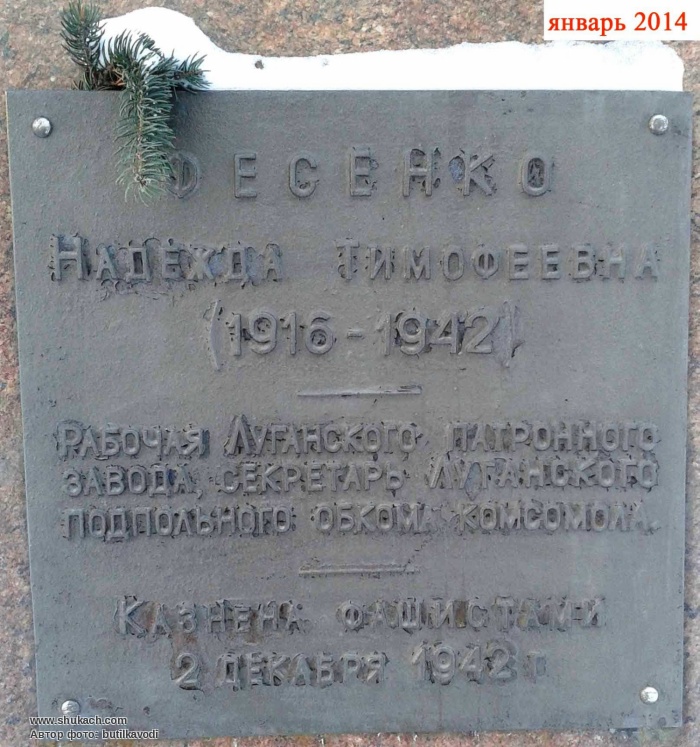 январь 2014
ФЕСЕНКО
НАДЕЖДА ТИМОФЕЕВНА
(1916-1942)
РАБОЧАЯ ЛУГАНСКОГО ПАТРОННОГО
ЗАВОДА, СЕКРЕТАРЬ ЛУГАНСКОГО
ПОДПОЛЬНОГО ОБКОМА КОМСОМОЛА.
КАЗНЕНА ФАШИСТАМИ
2 ДЕКАБРЯ 1942 Г
www.shukach.com
Автор фото: butilkavodi